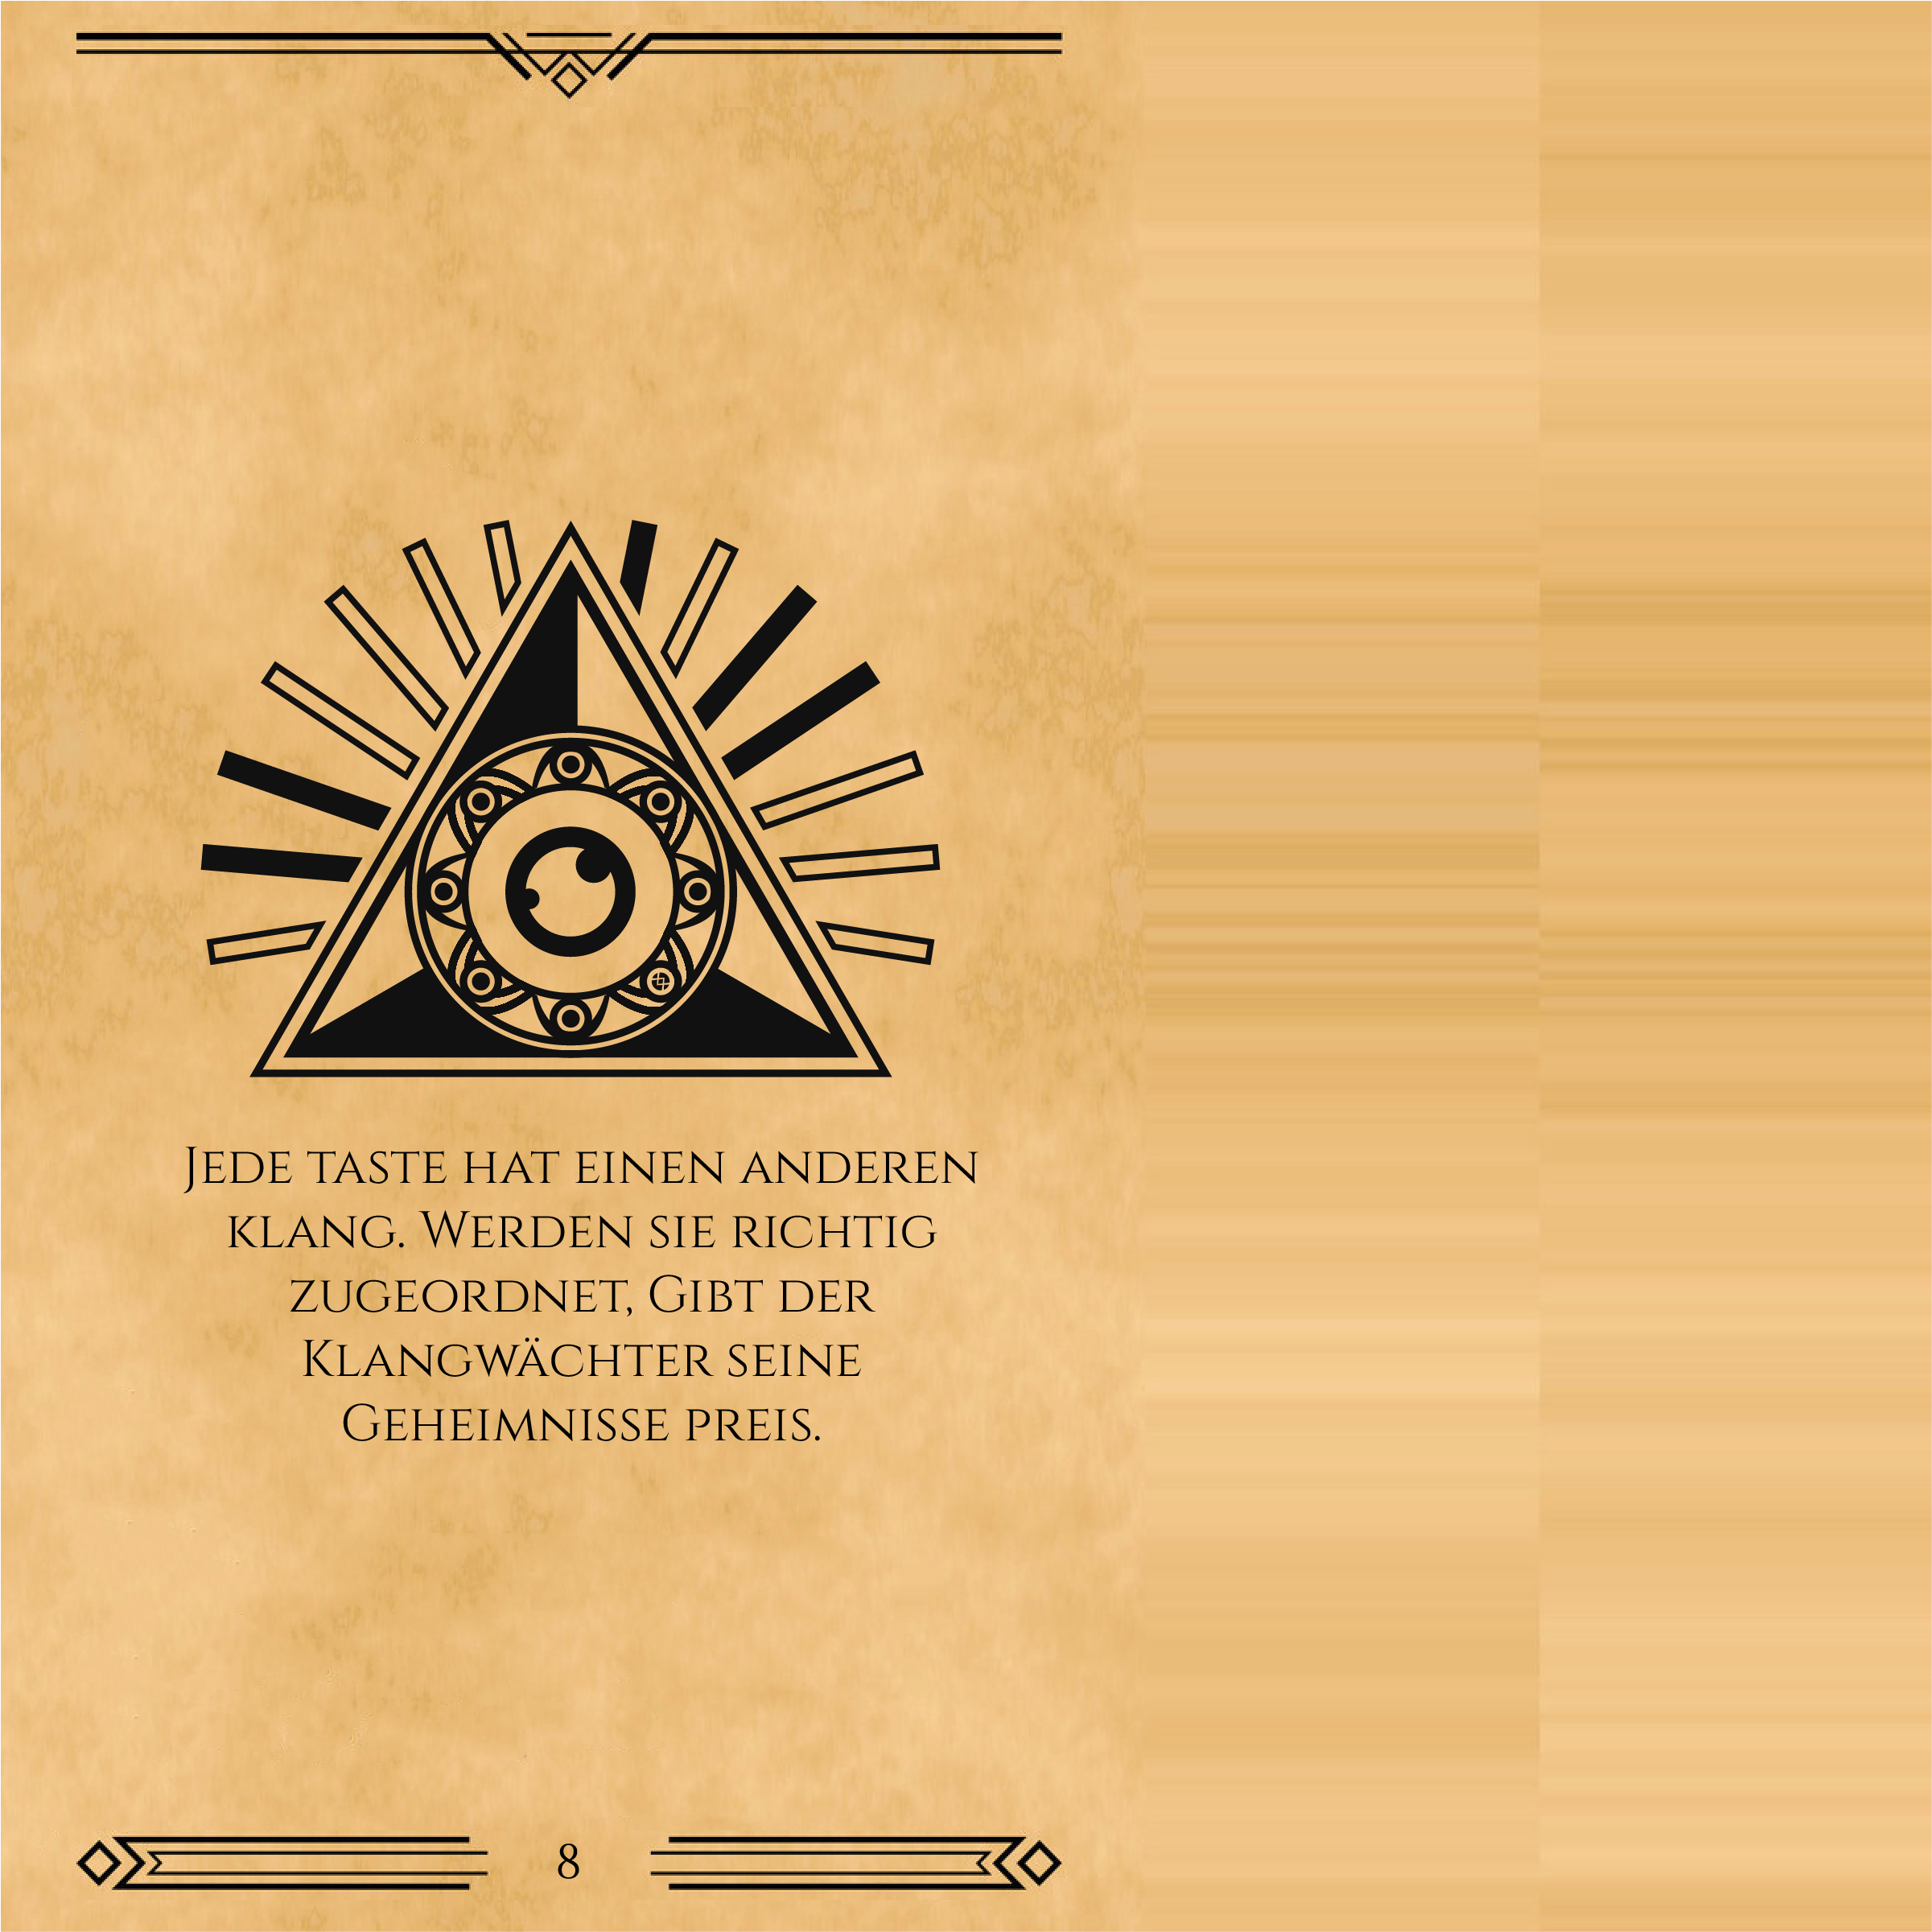 Jede taste hat einen anderen
klang. Werden sie richtig
zugeordnet, Gibt der
Klangwächter seine
Geheimnisse preis.
8